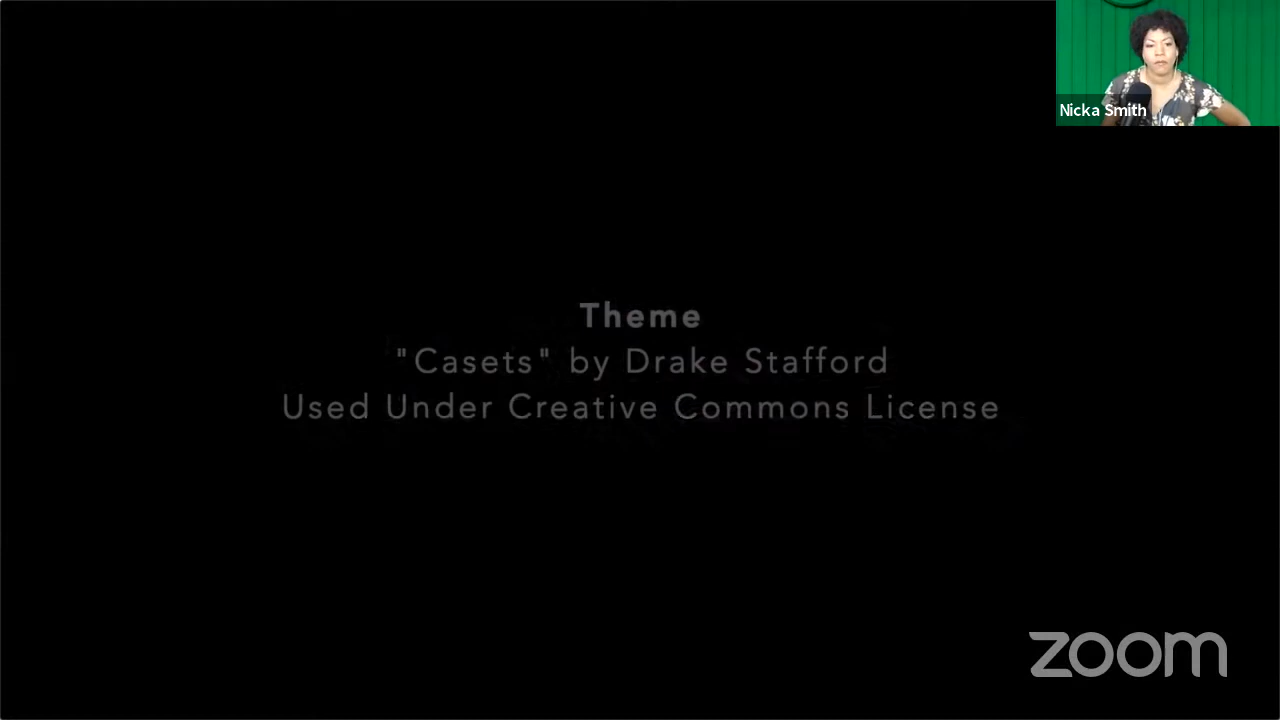 Nicka Smith
Theme
"Casets" by Drake Stafford
Used Under Creative Commons License
zoom